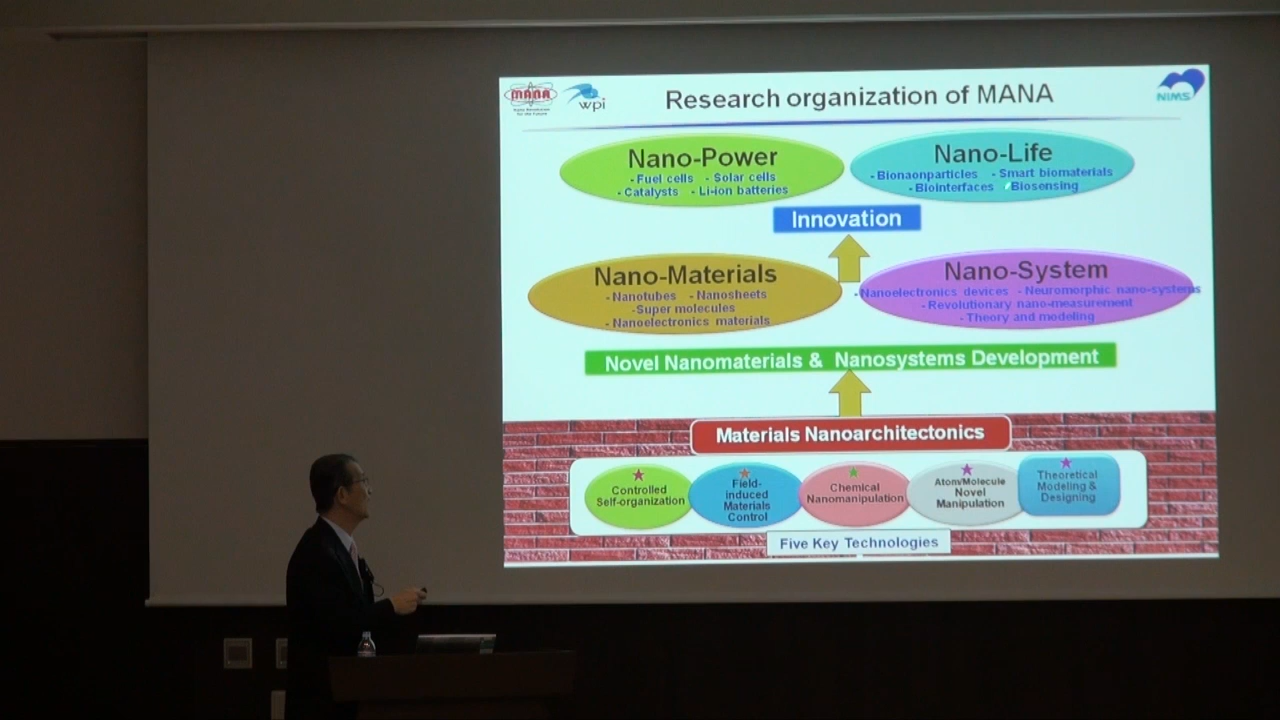 MANA
wpi
Research organization of MANA
NIMS
Nano-Power
- Fuel cells - Solar cells
- Catalysts - Li-ion batteries
Nano-Life
- Bionaonparticles - Smart biomaterials
- Biointerfaces Biosensing
Innovation
Nano-Materials
- Nanotubes - Nanosheets
-Super molecules
- Nanoelectronics materials
Nano-System
- Nanoelectronics devices - Neuromorphic nano-systems
- Revolutionary nano-measurement
- Theory and modeling
Novel Nanomaterials & Nanosystems Development
Materials Nanoarchitectonics
Controlled
Self-organization
Field-
induced
Materials
Control
Chemical
Nanomanipulation
Atom/Molecule
Novel
Manipulation
Theoretical
Modeling &
Designing
Five Key Technologies